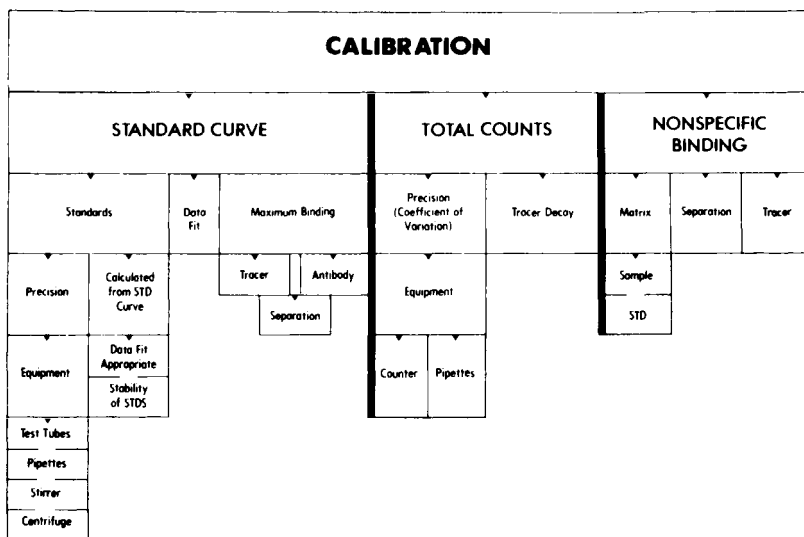 CALIBRATION
STANDARD CURVE
TOTAL COUNTS
NONSPECIFIC
BINDING
Standards
Data
Fit
Maximum Binding
Precision
(Coefficient of
Variation)
Tracer Decay
Matrix
Separation
Tracer
Precision
Calculated
from STD
Curve
Tracer
Antibody
Separation
Equipment
Sample
STD
Equipment
Data Fit
Appropriate
Stability
of STDS
Counter
Pipettes
Test Tubes
Pipettes
Stirrer
Centrifuge